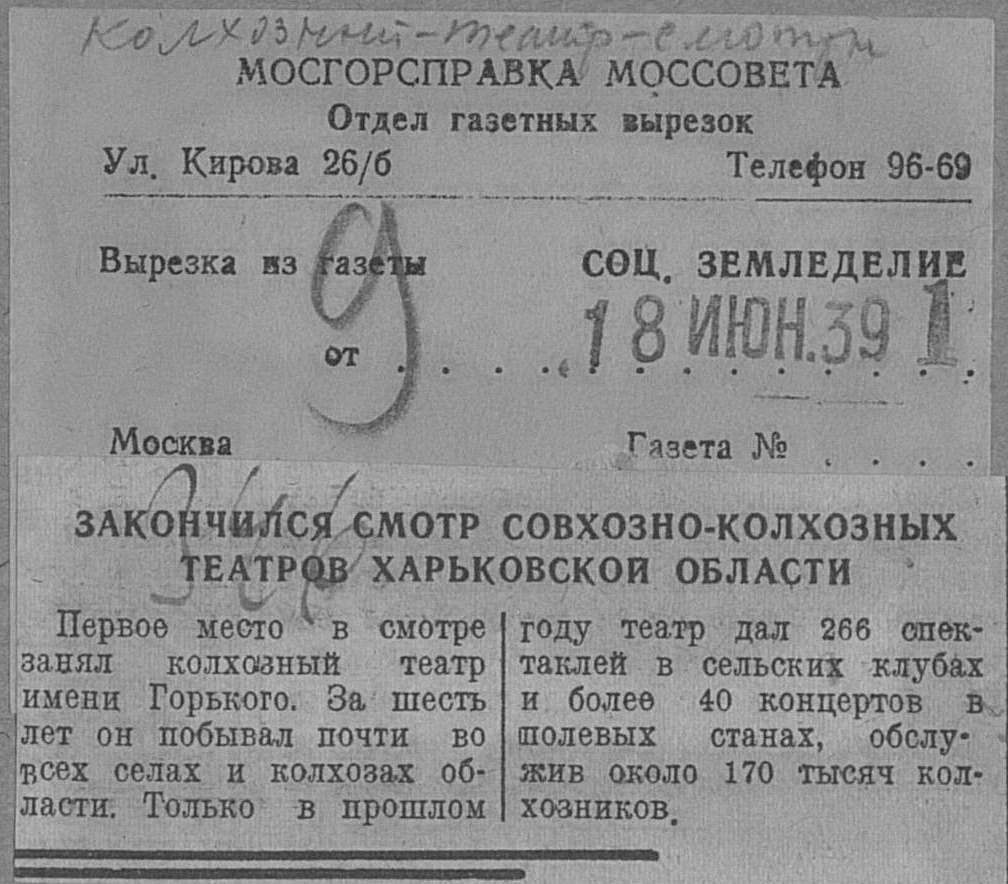 Колхозный-театр-смотры
МОСГОРСПРАВКА МОССОВЕТА
Отдел газетных вырезок
Ул. Кирова 26/б Телефон 96-69
Вырезка из газеты СОЦ. ЗЕМЛЕДЕЛИЕ
9
от . . . . . . . . . . . . 18 ИЮН.39 1
Москва Газета № . . . .
ЗАКОНЧИЛСЯ СМОТР СОВХОЗНО-КОЛХОЗНЫХ
ТЕАТРОВ ХАРЬКОВСКОЙ ОБЛАСТИ
Первое место в смотре
занял колхозный театр
имени Горького. За шесть
лет он побывал почти во
всех селах и колхозах об-
ласти. Только в прошлом
году театр дал 266 спек-
таклей в сельских клубах
и более 40 концертов в
полевых станах, обслу-
жив около 170 тысяч кол-
хозников.